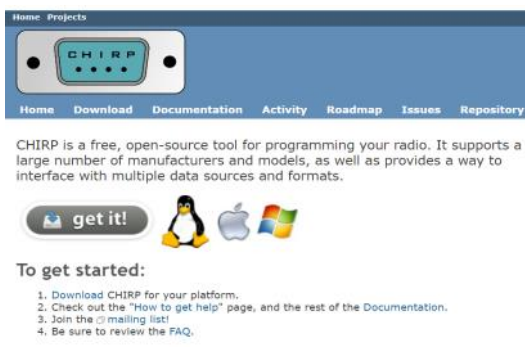 Home Projects
CHIRP
Home Download Documentation Activity Roadmap Issues Repository
CHIRP is a free, open-source tool for programming your radio. It supports a
large number of manufacturers and models, as well as provides a way to
interface with multiple data sources and formats.
get it!
To get started:
1. Download CHIRP for your platform.
2. Check out the "How to get help" page, and the rest of the Documentation.
3. Join the mailing list!
4. Be sure to review the FAQ.